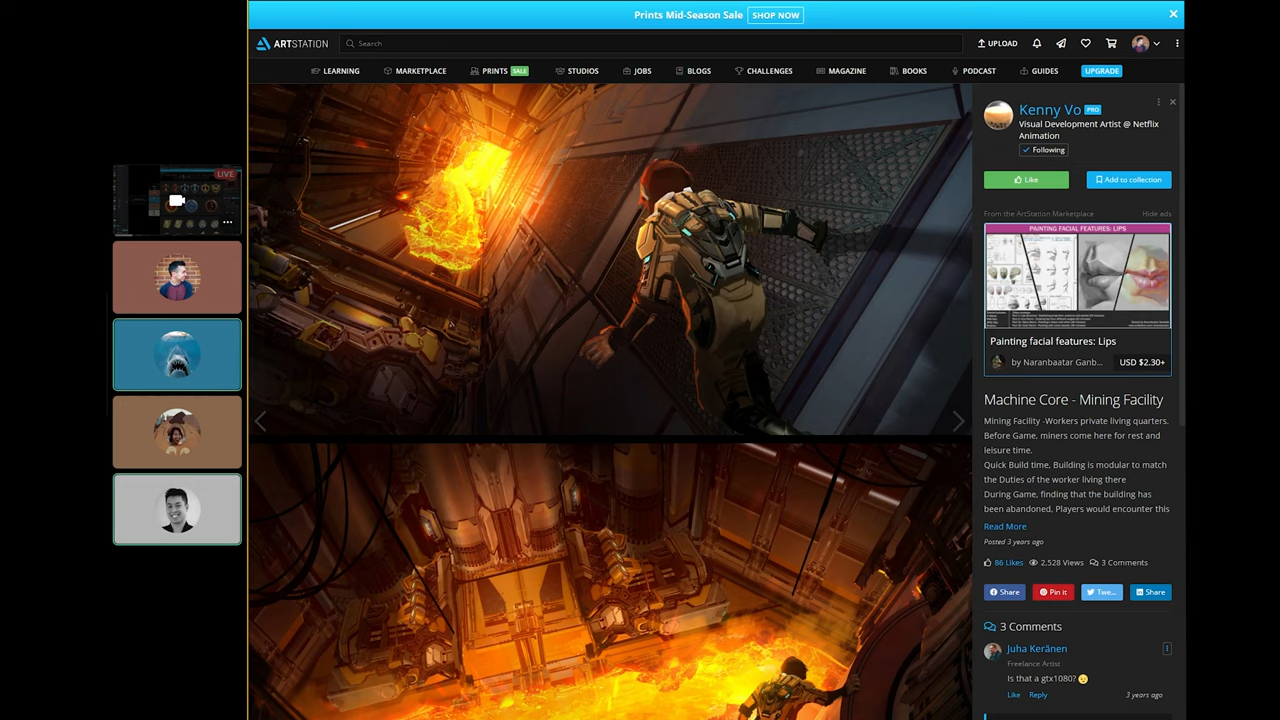 Prints Mid-Season Sale SHOP NOW
ARTSTATION Search UPLOAD
LEARNING MARKETPLACE PRINTS SALE STUDIOS JOBS BLOGS CHALLENGES MAGAZINE BOOKS PODCAST GUIDES UPGRADE
LIVE
Kenny Vo PRO
Visual Development Artist @ Netflix
Animation
Following
Like Add to collection
From the ArtStation Marketplace Hide ads
PAINTING FACIAL FEATURES: LIPS
Painting facial features: Lips
by Naranbaatar Ganb... USD $2.30+
Machine Core - Mining Facility
Mining Facility -Workers private living quarters.
Before Game, miners come here for rest and
leisure time.
Quick Build time, Building is modular to match
the Duties of the worker living there
During Game, finding that the building has
been abandoned, Players would encounter this
Read More
Posted 3 years ago
86 Likes 2,528 Views 3 Comments
Share Pin it Twe... Share
3 Comments
Juha Keränen
Freelance Artist
Is that a gtx1080?
Like Reply 3 years ago